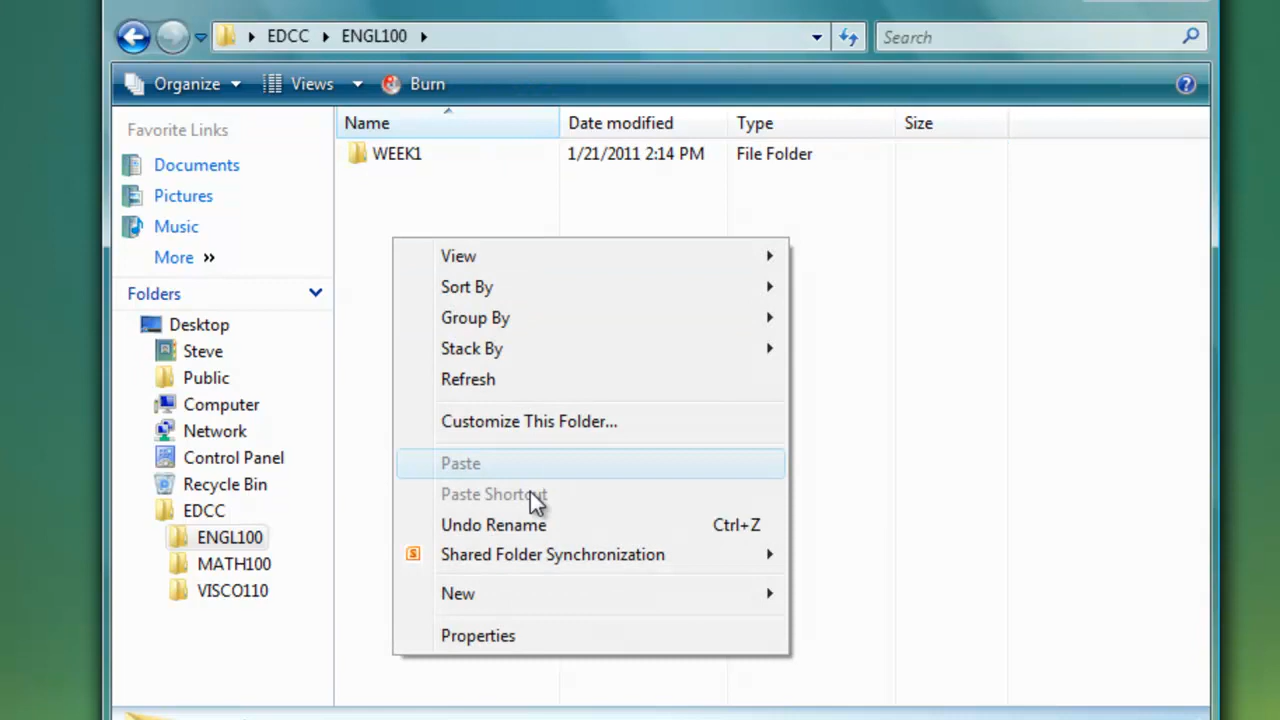 EDCC ENGL100 Search
Organize Views Burn
Favorite Links
Documents
Pictures
Music
More »
Folders
Desktop
Steve
Public
Computer
Network
Control Panel
Recycle Bin
EDCC
ENGL100
MATH100
VISCO110
Name Date modified Type Size
WEEK1 1/21/2011 2:14 PM File Folder
View
Sort By
Group By
Stack By
Refresh
Customize This Folder...
Paste
Paste Shortcut
Undo Rename Ctrl+Z
Shared Folder Synchronization
New
Properties